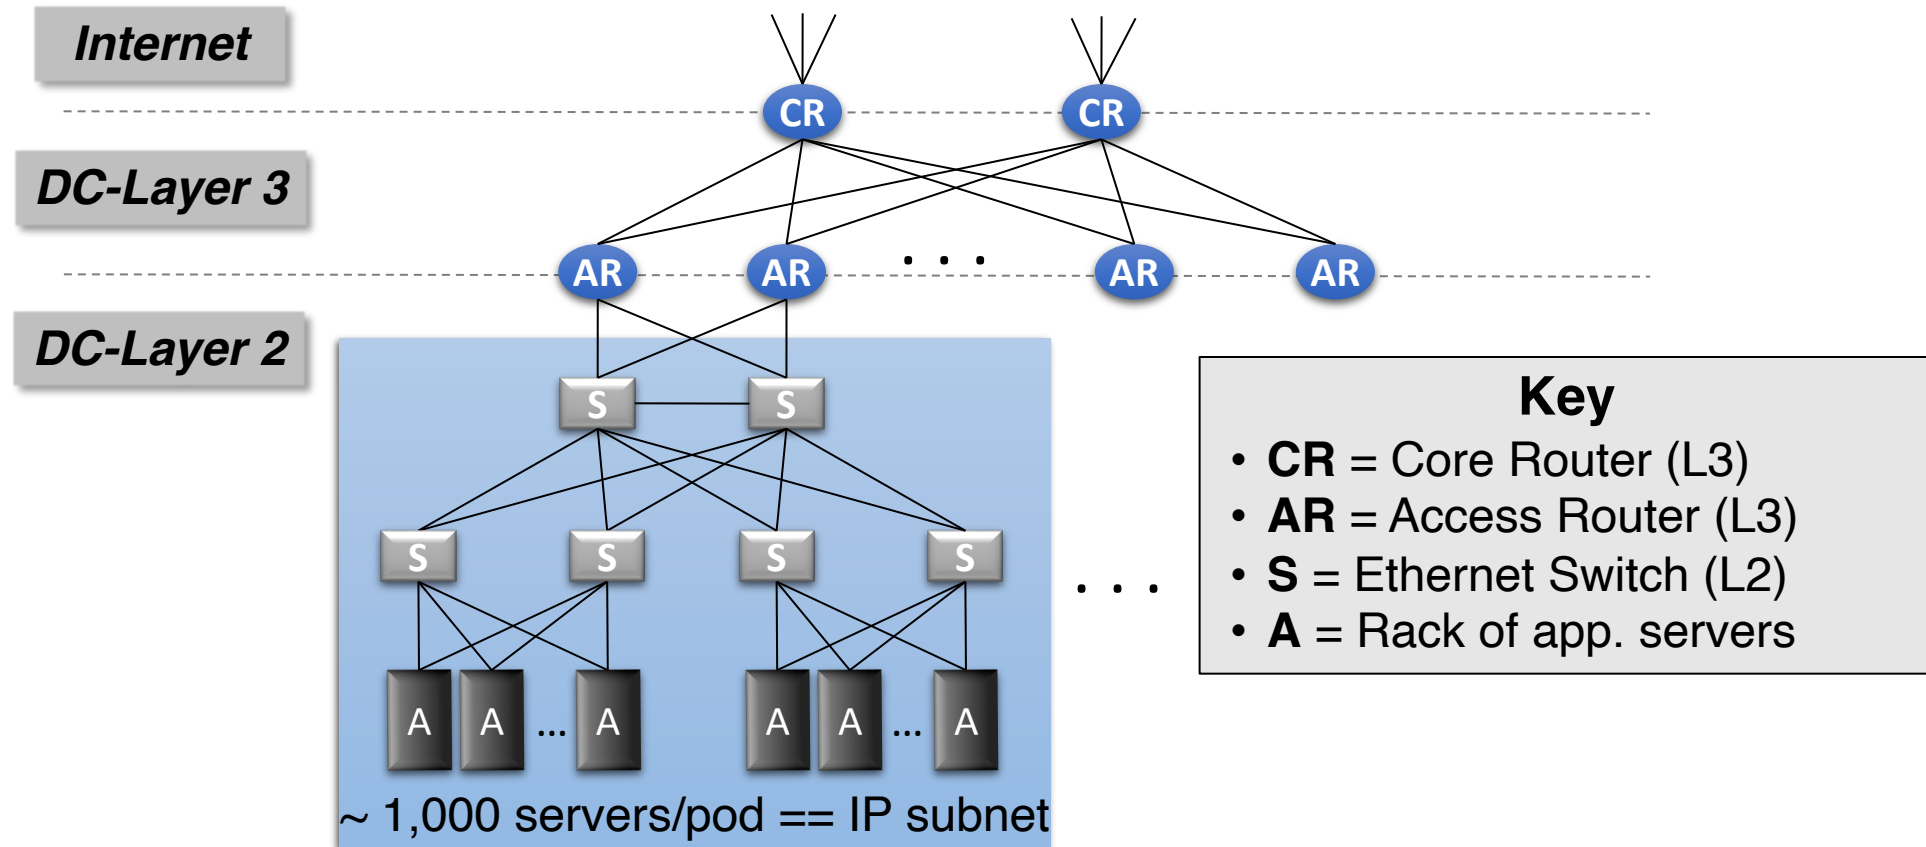 Internet
CR CR
DC-Layer 3
AR AR . . . AR AR
DC-Layer 2
S S
S S S S
. . .
A A ... A A A ... A
~ 1,000 servers/pod == IP subnet
Key
• CR = Core Router (L3)
• AR = Access Router (L3)
• S = Ethernet Switch (L2)
• A = Rack of app. servers